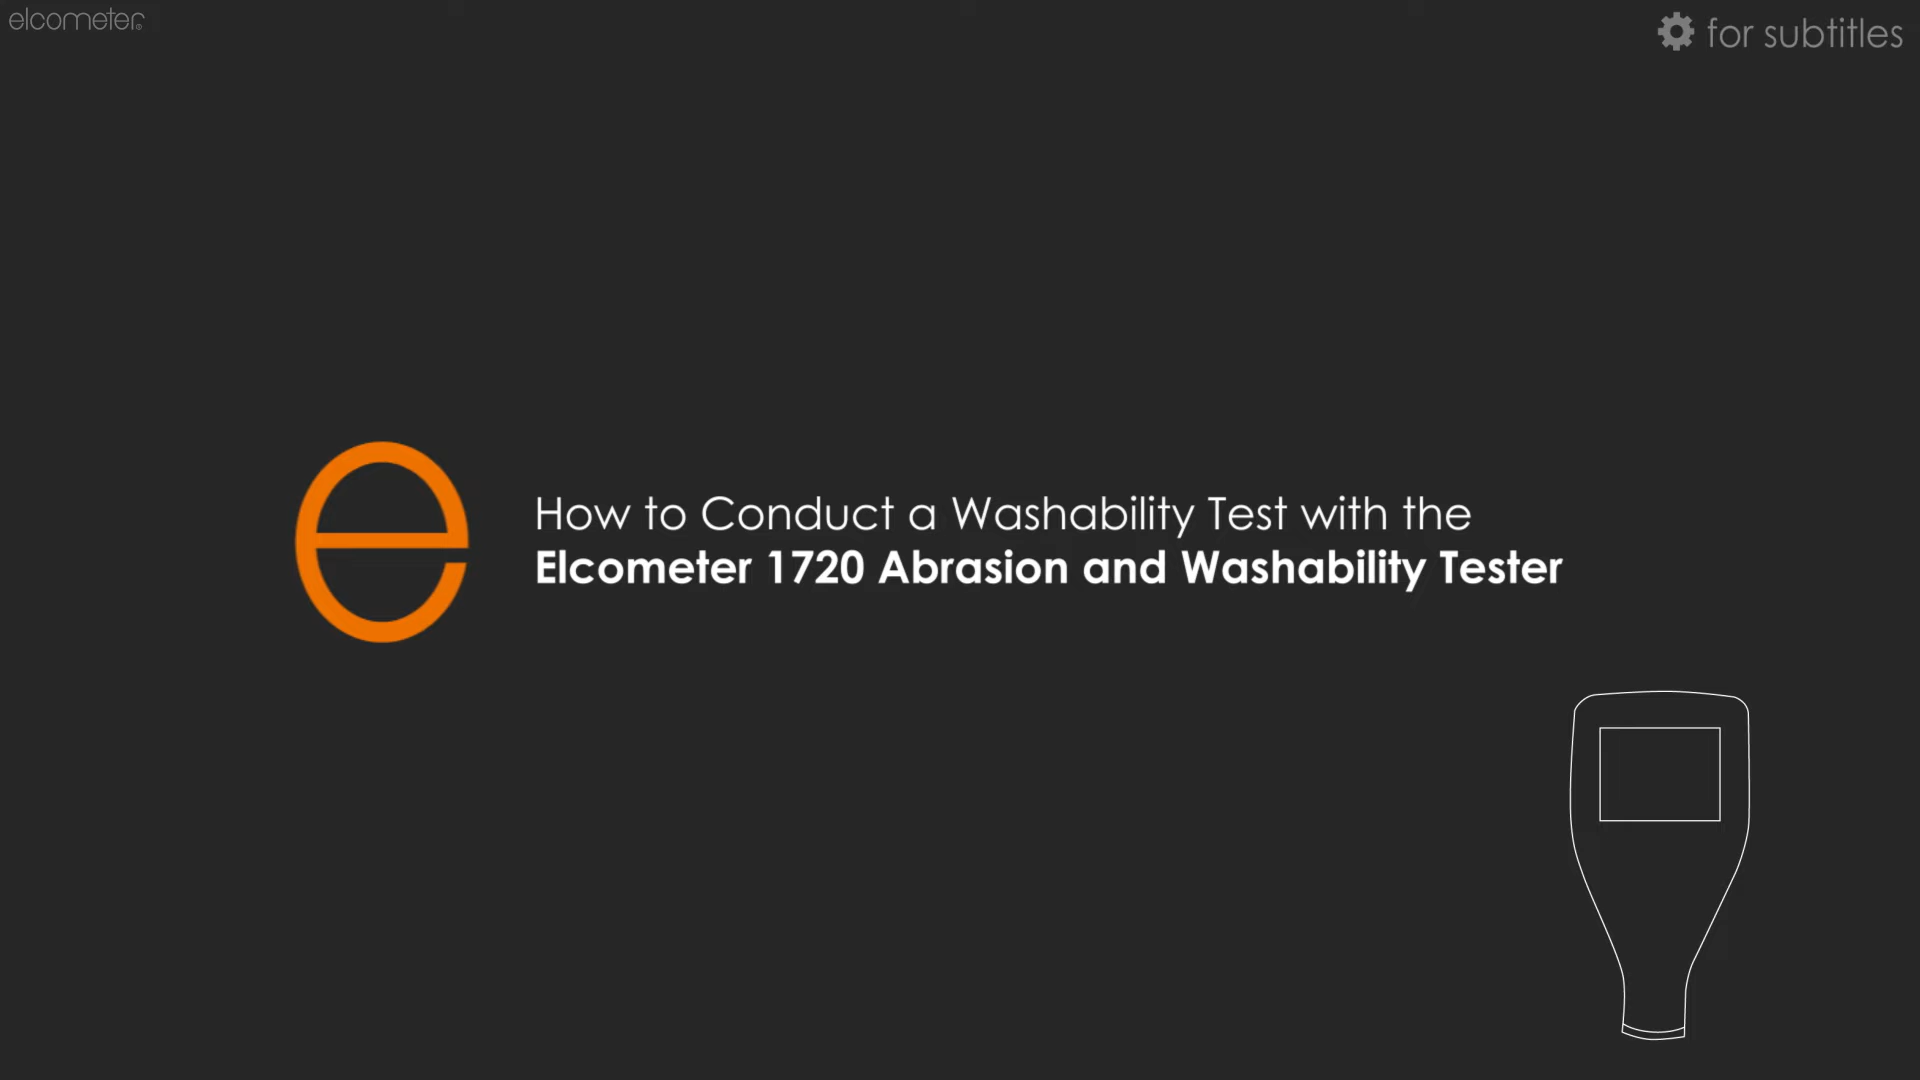 elcometer
for subtitles
How to Conduct a Washability Test with the
Elcometer 1720 Abrasion and Washability Tester